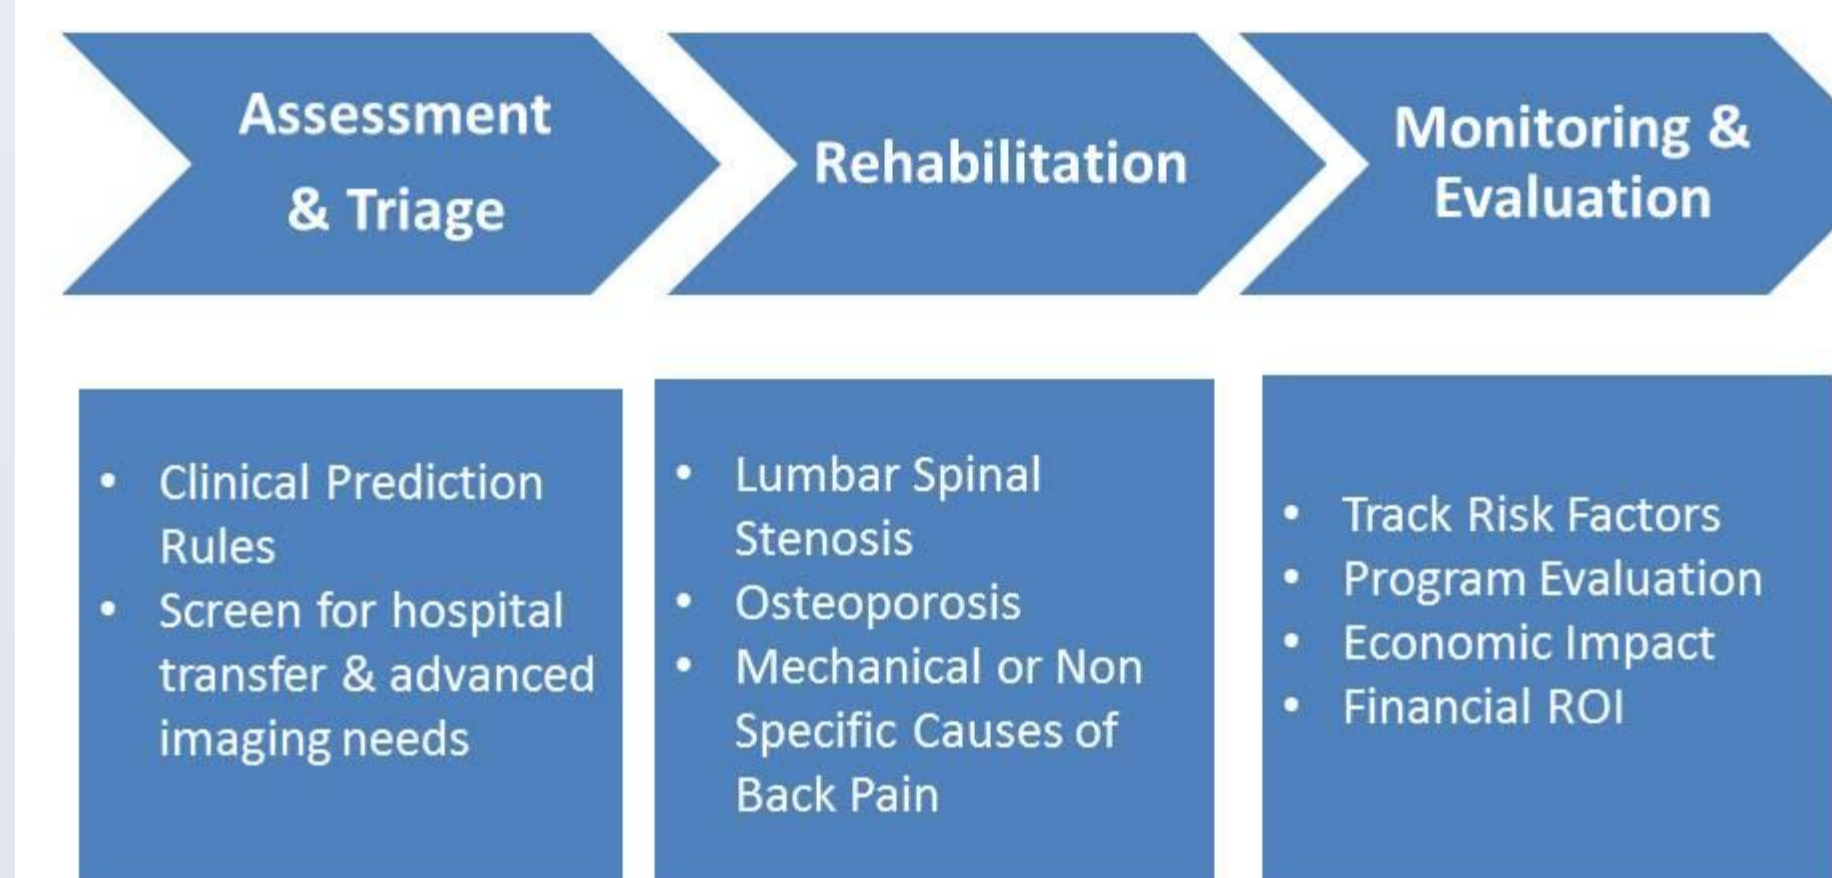 Assessment
& Triage
Rehabilitation
Monitoring &
Evaluation
• Clinical Prediction
Rules
• Screen for hospital
transfer & advanced
imaging needs
• Lumbar Spinal
Stenosis
• Osteoporosis
• Mechanical or Non
Specific Causes of
Back Pain
• Track Risk Factors
• Program Evaluation
• Economic Impact
• Financial ROI